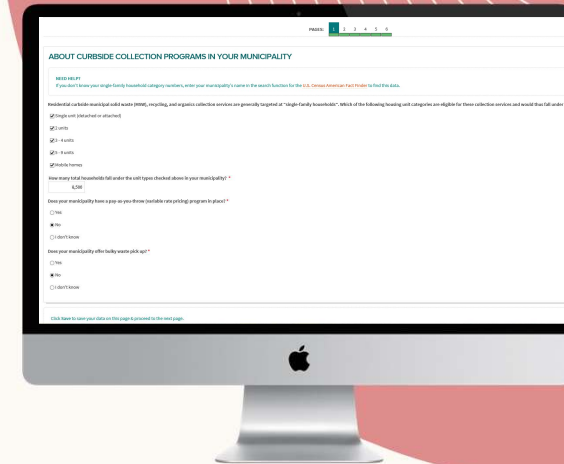 PAGES: 1 2 3 4 5 6
ABOUT CURBSIDE COLLECTION PROGRAMS IN YOUR MUNICIPALITY
NEED HELP?
If you don't know your single-family household category numbers, enter your municipality's name in the search function for the U.S. Census American Fact Finder to find this data.
Residential curbside municipal solid waste (MSW), recycling, and organics collection services are generally targeted at "single-family households". Which of the following housing unit categories are eligible for these collection services and would thus fall under
Single unit (detached or attached)
2 units
3 - 4 units
5 - 9 units
Mobile homes
How many total households fall under the unit types checked above in your municipality? *
Does your municipality have a pay-as-you-throw (variable rate pricing) program in place? *
Yes
No
I don't know
Does your municipality offer bulky waste pick up? *
Yes
No
I don't know
Click Save to save your data on this page & proceed to the next page.